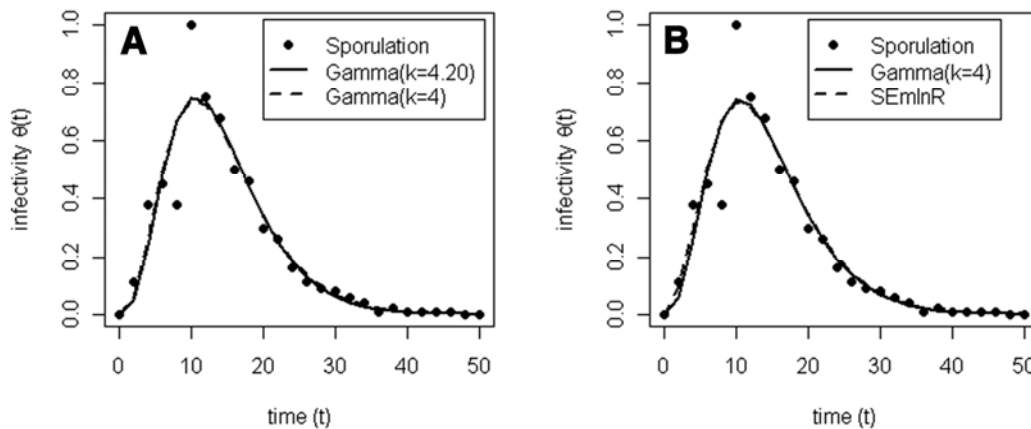 A
Sporulation
Gamma(k=4.20)
Gamma(k=4)
infectivity θ(t)
1.0
0.8
0.6
0.4
0.2
0.0
0 10 20 30 40 50
time (t)
B
Sporulation
Gamma(k=4)
SEmInR
infectivity θ(t)
1.0
0.8
0.6
0.4
0.2
0.0
0 10 20 30 40 50
time (t)